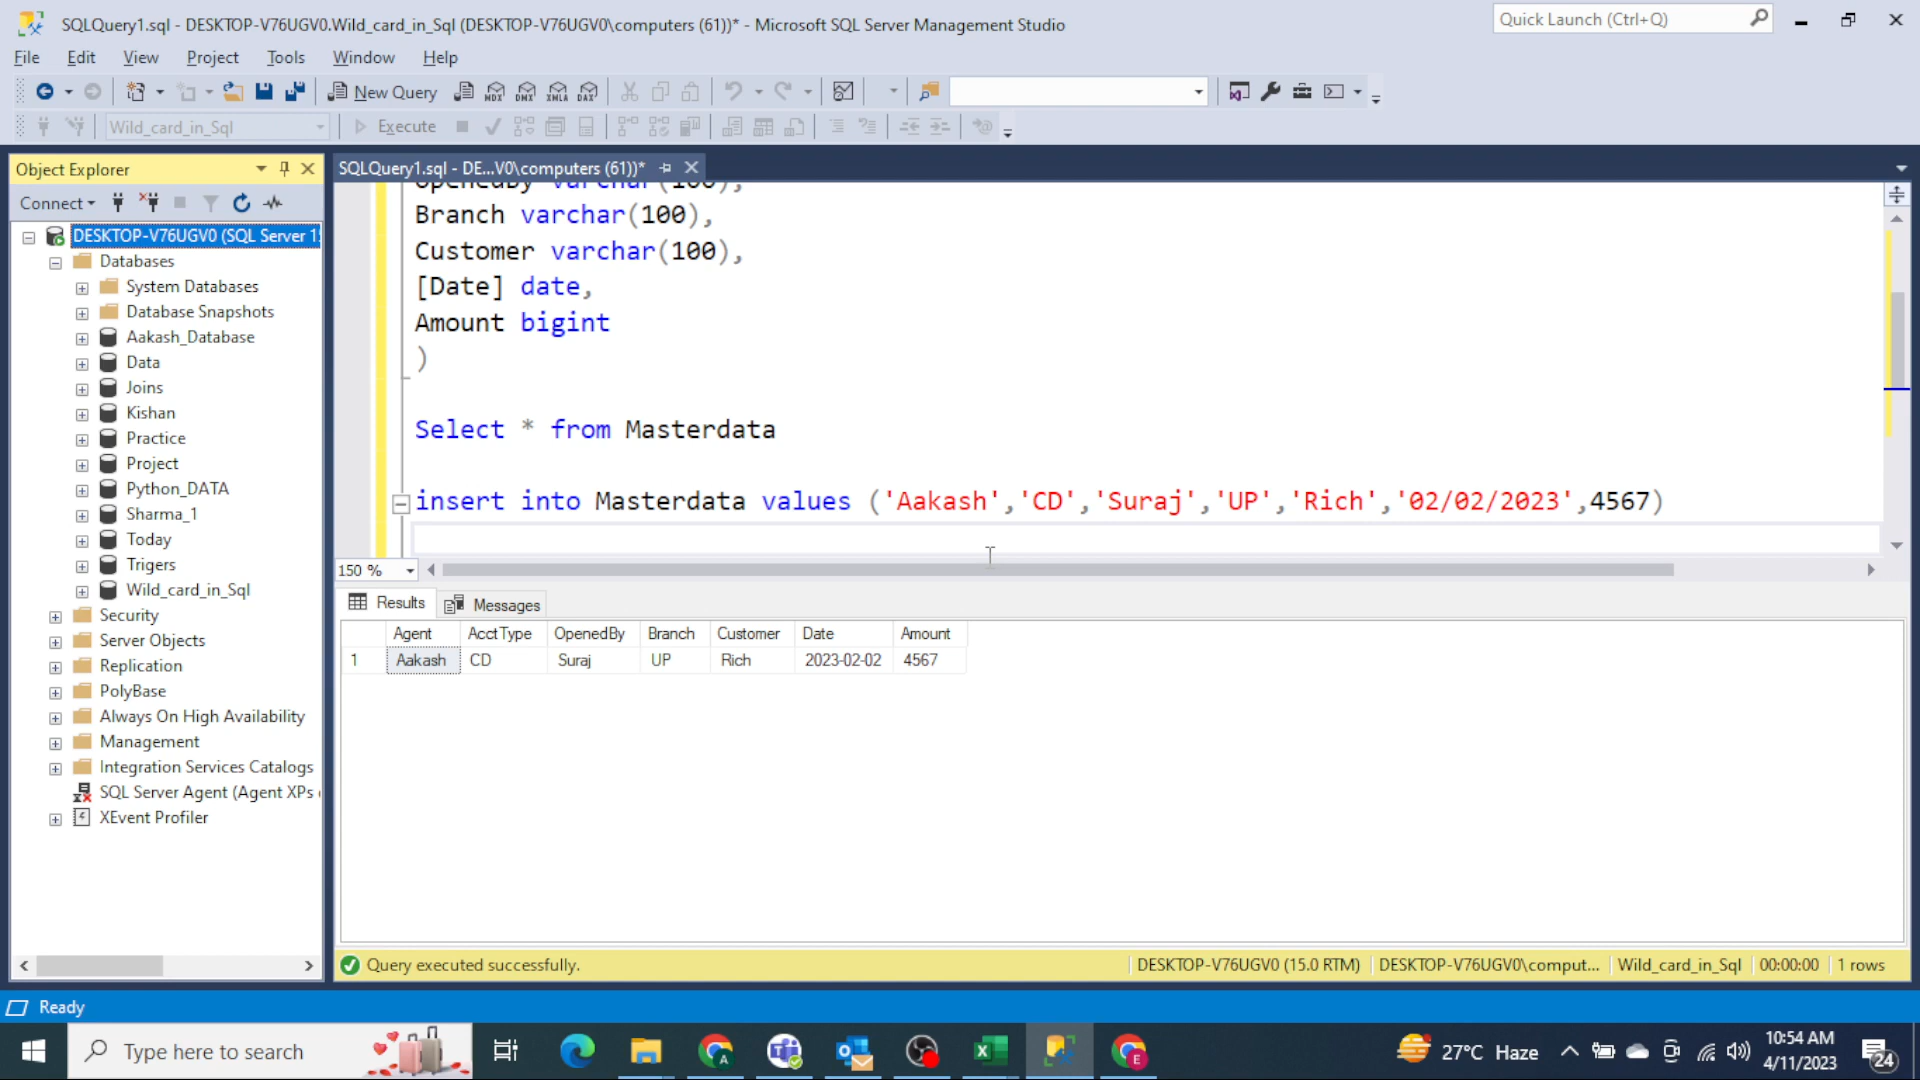 SQLQuery1.sql - DESKTOP-V76UGV0.Wild_card_in_Sql (DESKTOP-V76UGV0\computers (61))* - Microsoft SQL Server Management Studio
Quick Launch (Ctrl+Q)
File Edit View Project Tools Window Help
New Query MDX DMX XMLA DAX
Wild_card_in_Sql Execute
Object Explorer
SQLQuery1.sql - DE...V0\computers (61))*
Connect
DESKTOP-V76UGV0 (SQL Server 1
Databases
System Databases
Database Snapshots
Aakash_Database
Data
Joins
Kishan
Practice
Project
Python_DATA
Sharma_1
Today
Trigers
Wild_card_in_Sql
Security
Server Objects
Replication
PolyBase
Always On High Availability
Management
Integration Services Catalogs
SQL Server Agent (Agent XPs
XEvent Profiler
OpenedBy varchar(100),
Branch varchar(100),
Customer varchar(100),
[Date] date,
Amount bigint
)
Select * from Masterdata
insert into Masterdata values ('Aakash','CD','Suraj','UP','Rich','02/02/2023',4567)
150 %
Results Messages
Agent AcctType OpenedBy Branch Customer Date Amount
1 Aakash CD Suraj UP Rich 2023-02-02 4567
Query executed successfully.
DESKTOP-V76UGV0 (15.0 RTM) DESKTOP-V76UGV0\comput... Wild_card_in_Sql 00:00:00 1 rows
Ready
Type here to search
27°C Haze
10:54 AM
4/11/2023
24